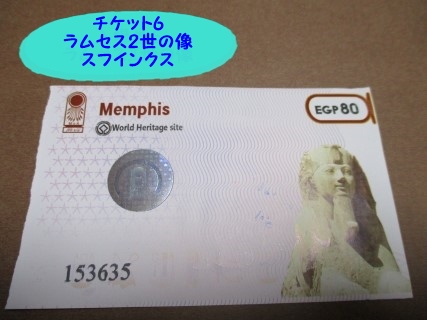 チケット6
ラムセス2世の像
スフインクス
Memphis
World Heritage site
EGP 80
153635